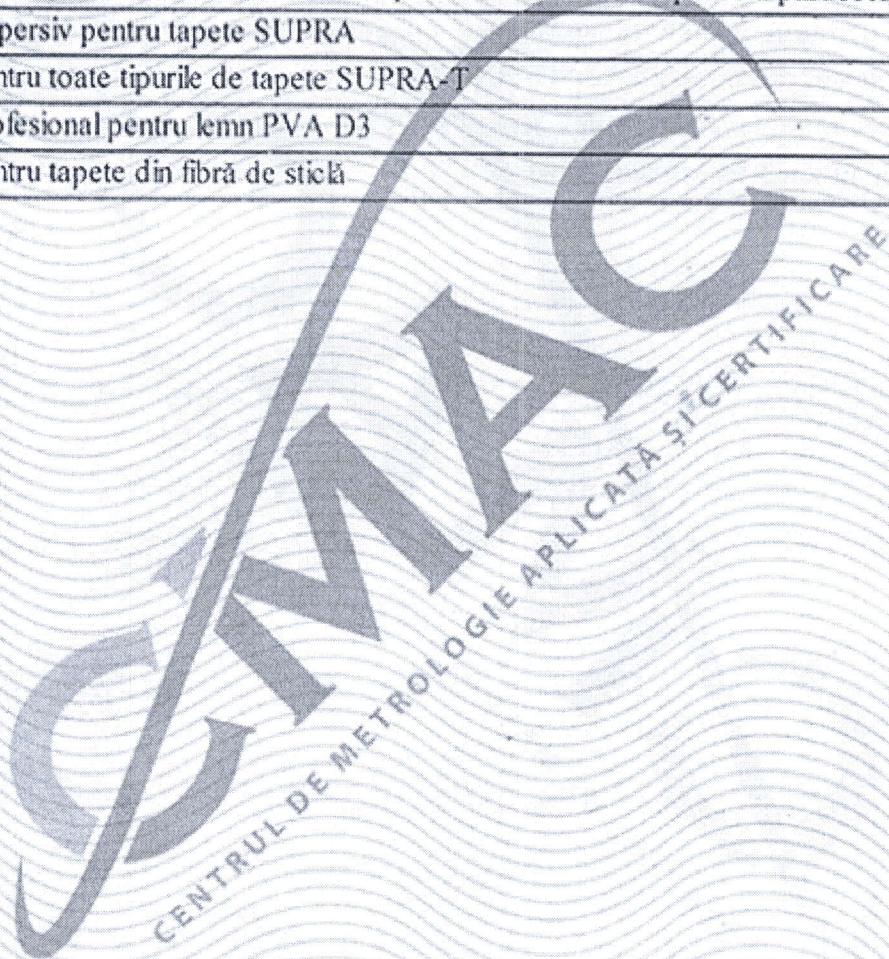 persiv pentru tapete SUPRA
ntru toate tipurile de tapete SUPRA-T
ofesional pentru lemn PVA D3
ntru tapete din fibră de sticlă
CMAC
CENTRUL DE METROLOGIE APLICATĂ ȘI CERTIFICARE